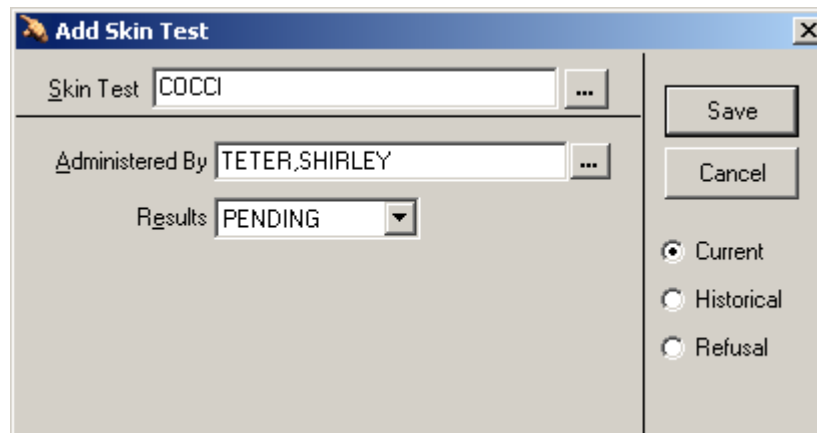 Add Skin Test
Skin Test COCCI ...
Save
Administered By TETER,SHIRLEY ...
Cancel
Results PENDING
Current
Historical
Refusal